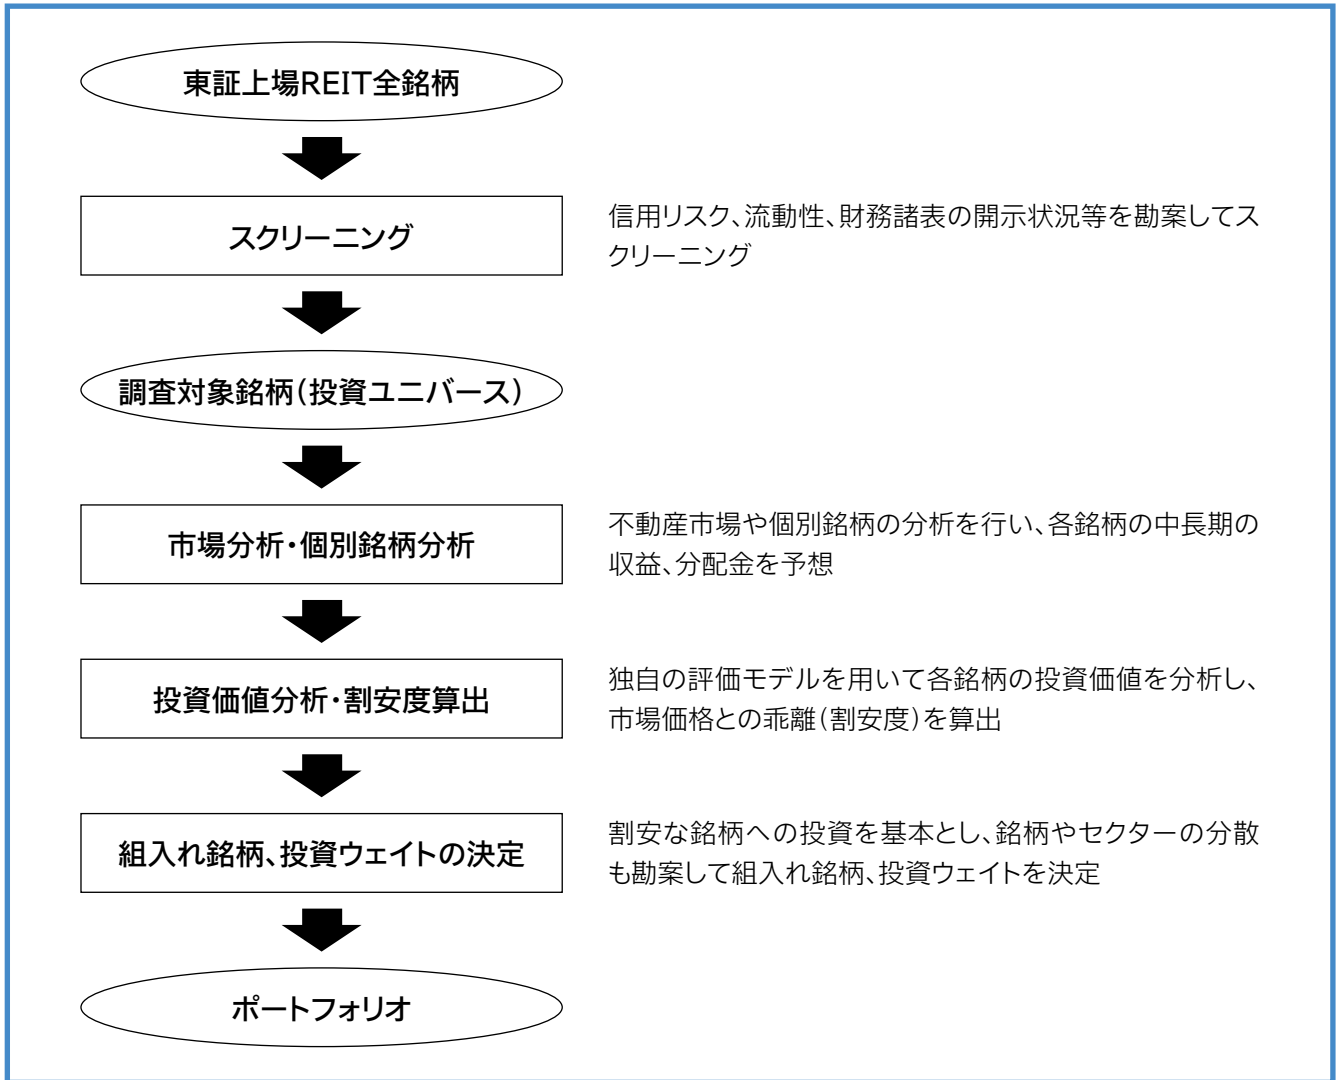 東証上場REIT全銘柄
スクリーニング
信用リスク、流動性、財務諸表の開示状況等を勘案してス
クリーニング
調査対象銘柄(投資ユニバース)
市場分析・個別銘柄分析
不動産市場や個別銘柄の分析を行い、各銘柄の中長期の
収益、分配金を予想
投資価値分析・割安度算出
独自の評価モデルを用いて各銘柄の投資価値を分析し、
市場価格との乖離(割安度)を算出
組入れ銘柄、投資ウェイトの決定
割安な銘柄への投資を基本とし、銘柄やセクターの分散
も勘案して組入れ銘柄、投資ウェイトを決定
ポートフォリオ